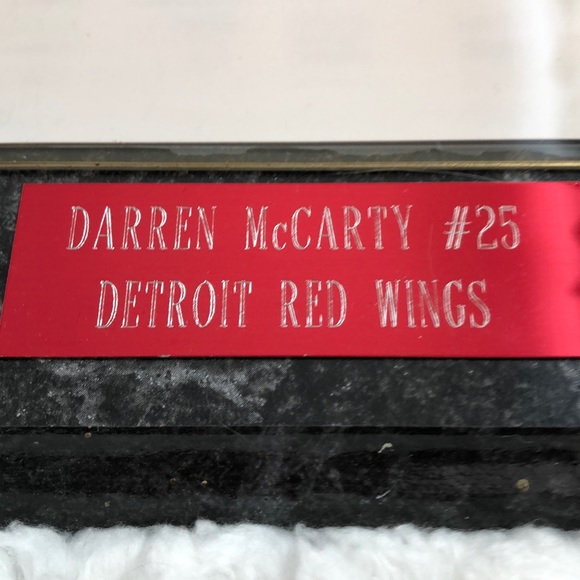 DARREN McCARTY #25
DETROIT RED WINGS